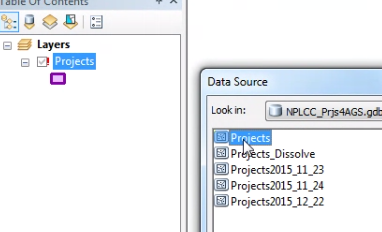 Table Of Contents
Layers
Projects
Data Source
Look in:
NPLCC_Prjs4AGS.gdb
Projects
Projects_Dissolve
Projects2015_11_23
Projects2015_11_24
Projects2015_12_22